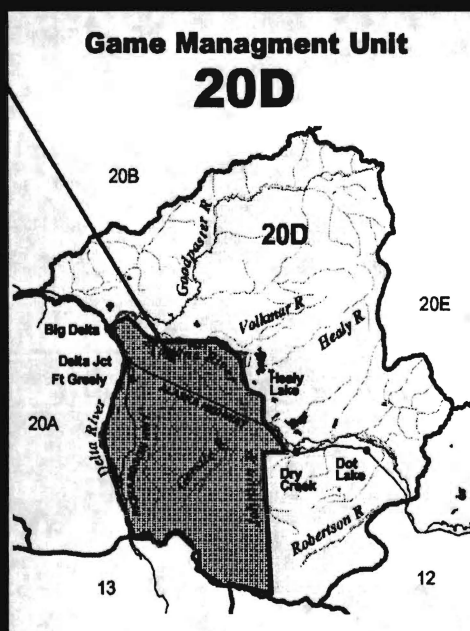 Game Managment Unit
20D
20B
Goodpaster R
20D
20E
Volkmar R
Healy R
Big Delta
Delta Jct
Ft Greely
Healy
Lake
20A
Delta River
Dry
Creek
Dot
Lake
Robertson R
13
12